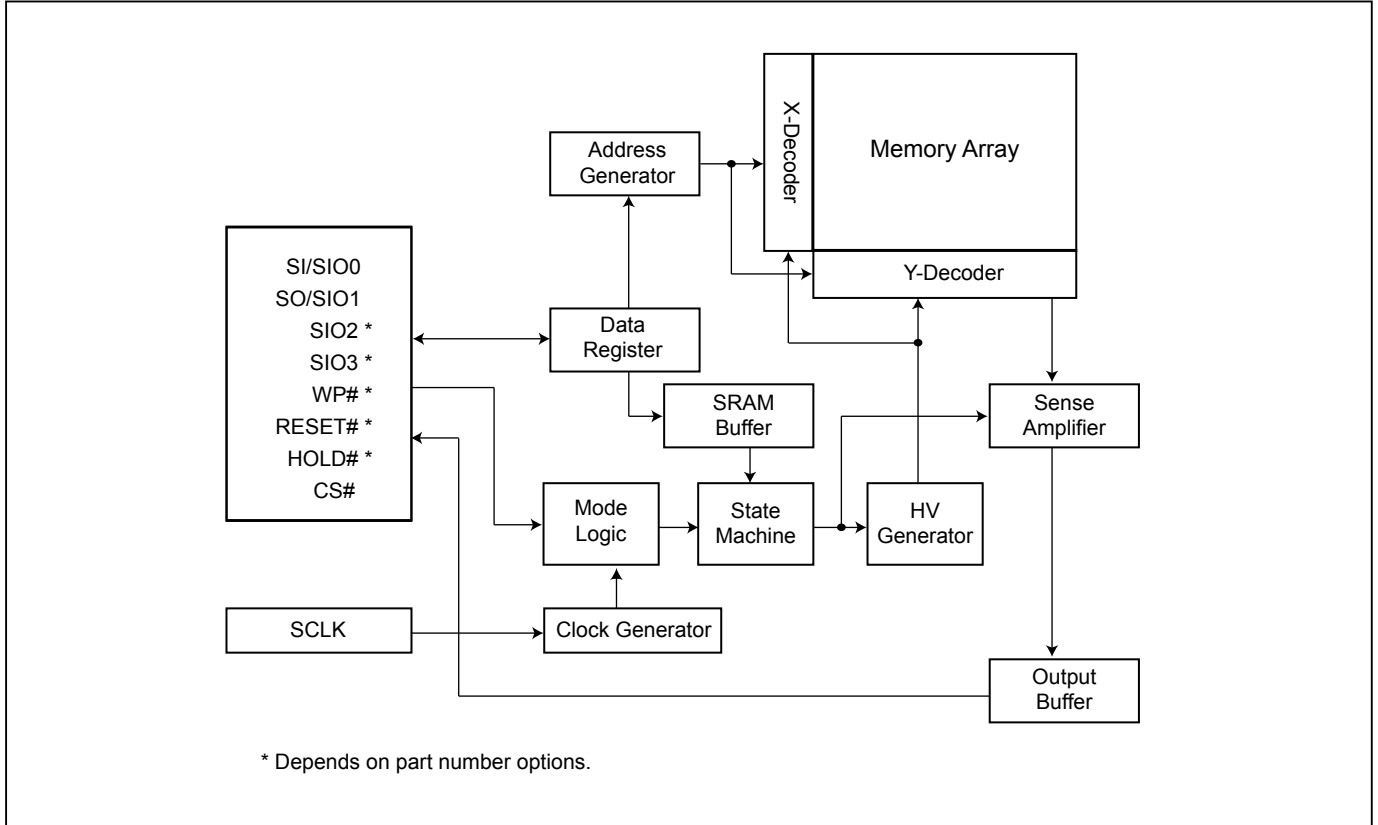 X-Decoder
Memory Array
Address
Generator
Y-Decoder
SI/SIO0
SO/SIO1
SIO2 *
SIO3 *
WP# *
RESET# *
HOLD# *
CS#
Data
Register
SRAM
Buffer
Sense
Amplifier
Mode
Logic
State
Machine
HV
Generator
SCLK
Clock Generator
Output
Buffer
* Depends on part number options.